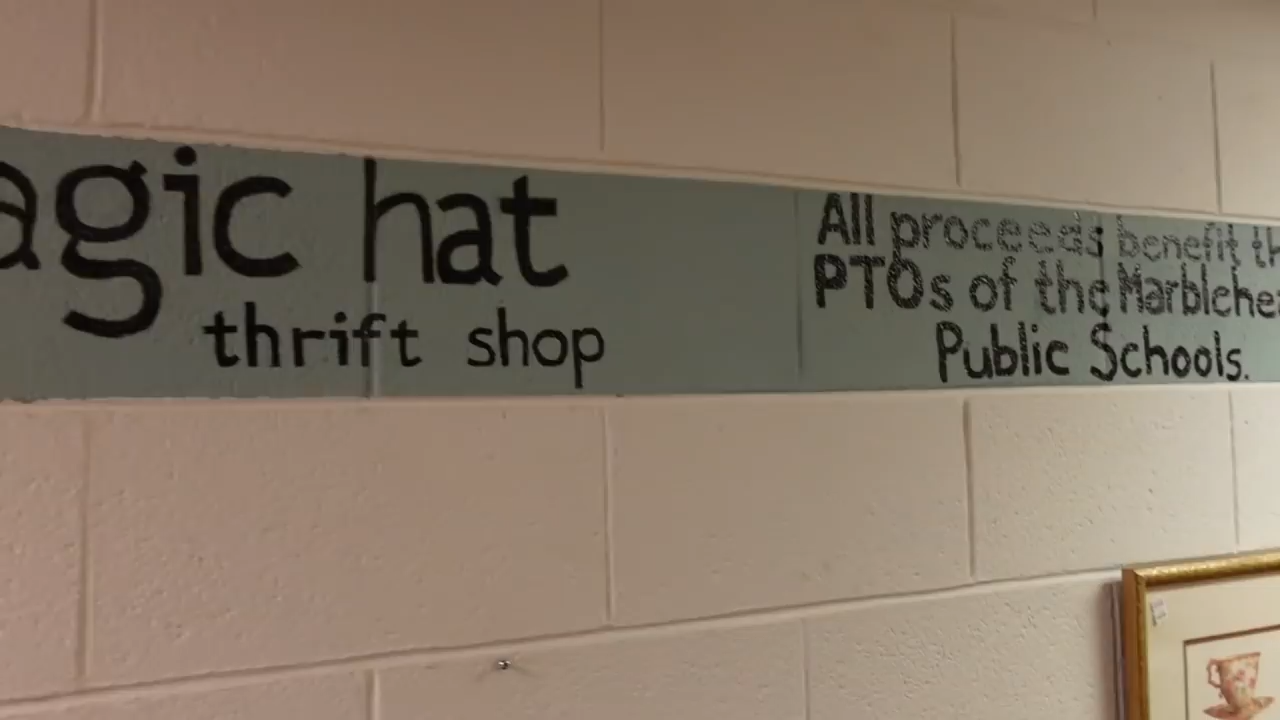 agic hat
thrift shop
All proceeds benefit th
PTOs of the Marblehea
Public Schools.